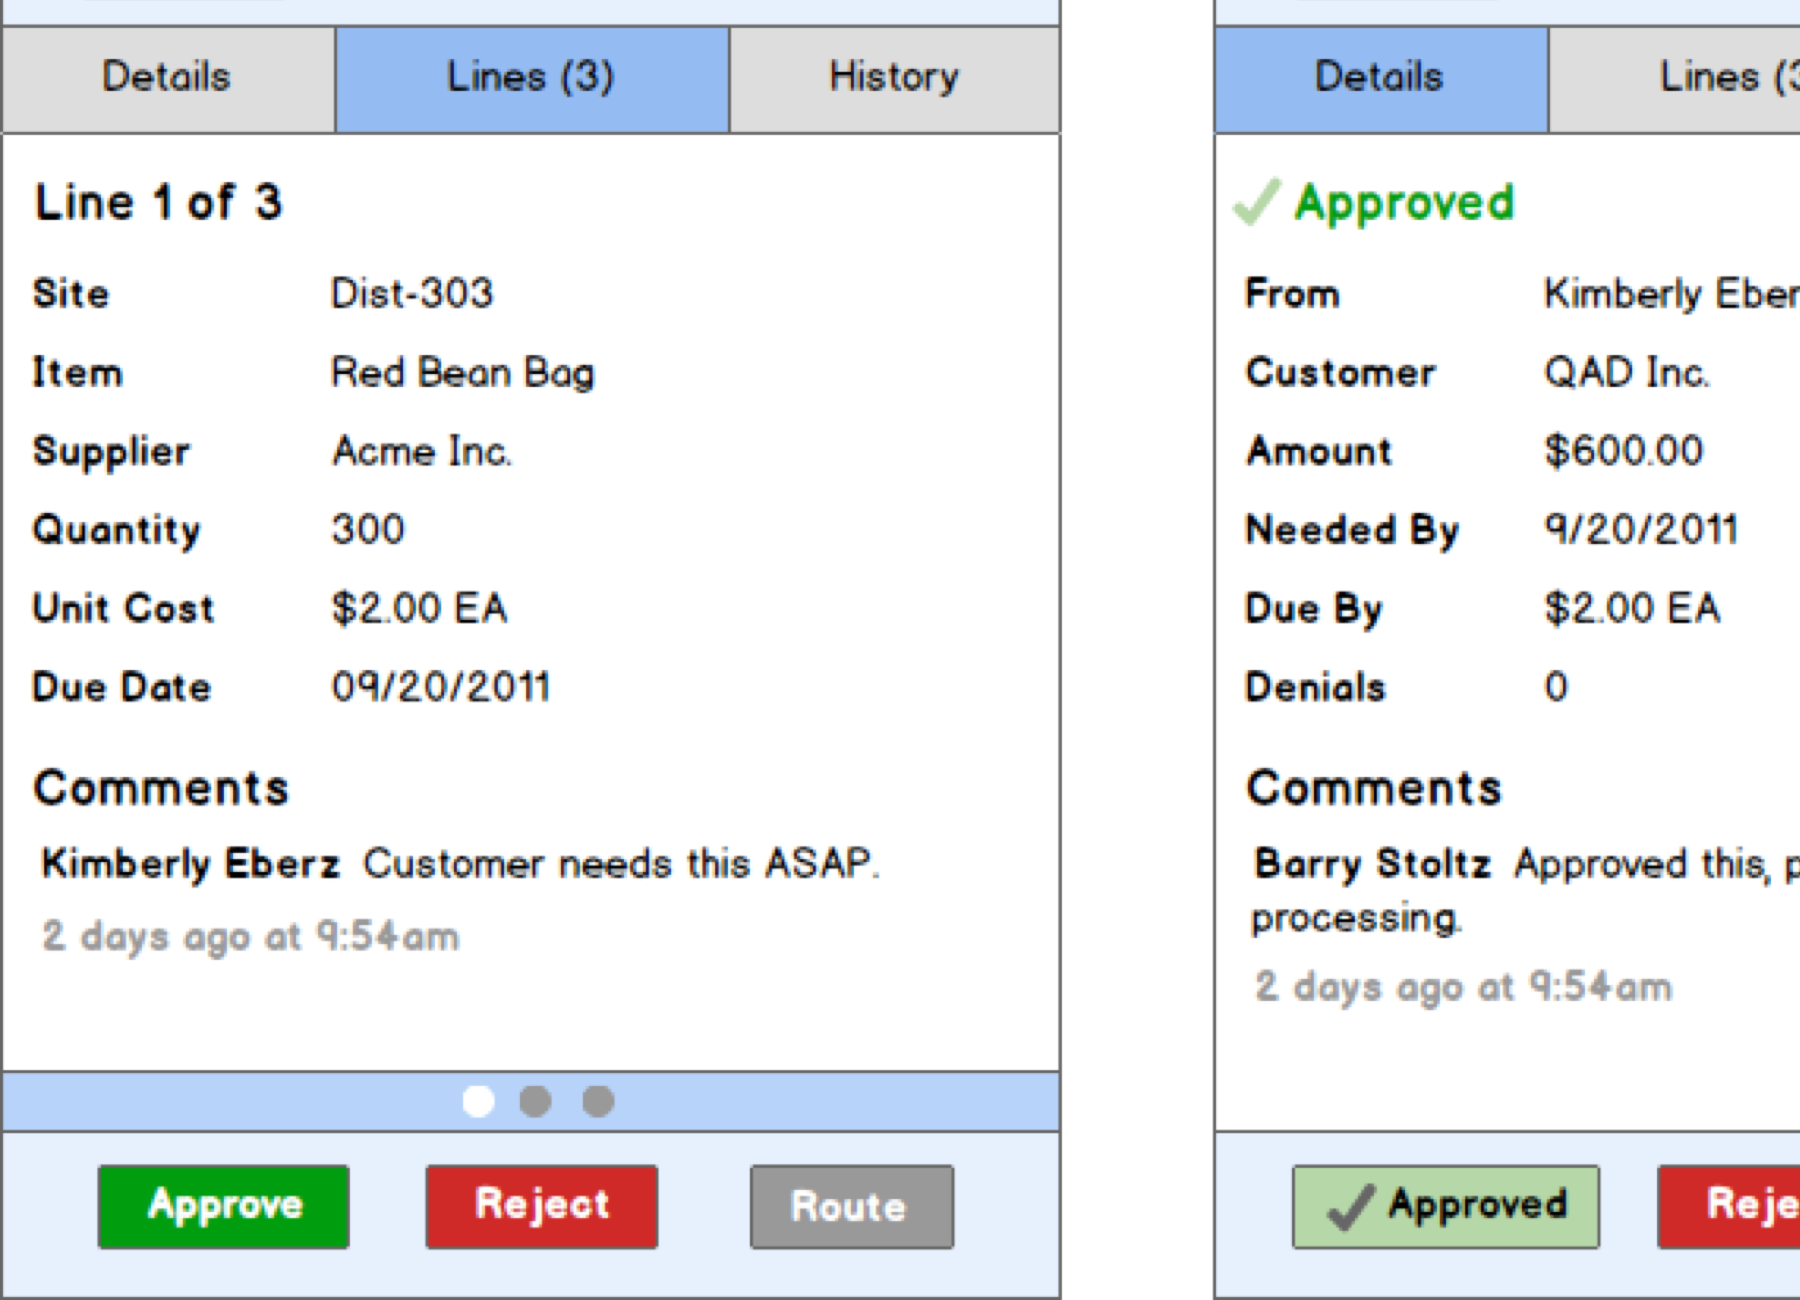 Details
Lines (3)
History
Line 1 of 3
Site Dist-303
Item Red Bean Bag
Supplier Acme Inc.
Quantity 300
Unit Cost $2.00 EA
Due Date 09/20/2011
Comments
Kimberly Eberz Customer needs this ASAP.
2 days ago at 9:54am
Approve
Reject
Route
Details
Lines (3
Approved
From Kimberly Eber
Customer QAD Inc.
Amount $600.00
Needed By 9/20/2011
Due By $2.00 EA
Denials 0
Comments
Barry Stoltz Approved this, p
processing.
2 days ago at 9:54am
Approved
Reje